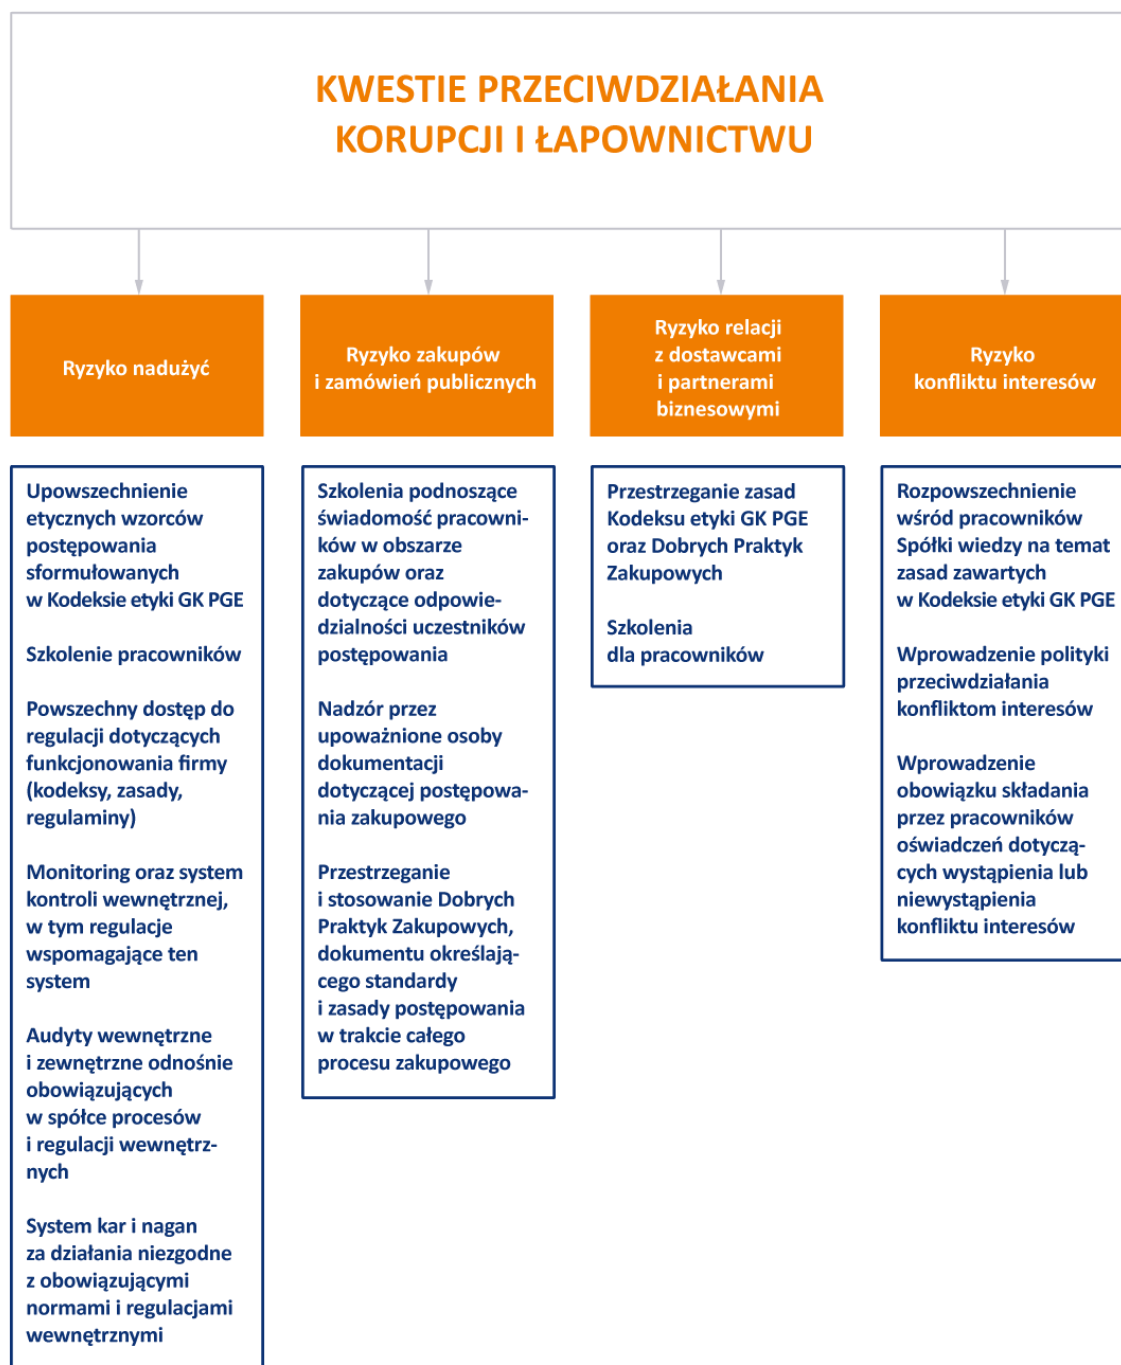 KWESTIE PRZECIWDZIAŁANIA
KORUPCJI I ŁAPOWNICTWU
Ryzyko nadużyć
Upowszechnienie
etycznych wzorców
postępowania
sformułowanych
w Kodeksie etyki GK PGE
Szkolenie pracowników
Powszechny dostęp do
regulacji dotyczących
funkcjonowania firmy
(kodeksy, zasady,
regulaminy)
Monitoring oraz system
kontroli wewnętrznej,
w tym regulacje
wspomagające ten
system
Audyty wewnętrzne
i zewnętrzne odnośnie
obowiązujących
w spółce procesów
i regulacji wewnętrz-
nych
System kar i nagan
za działania niezgodne
z obowiązującymi
normami i regulacjami
wewnętrznymi
Ryzyko zakupów
i zamówień publicznych
Szkolenia podnoszące
świadomość pracowni-
ków w obszarze
zakupów oraz
dotyczące odpowie-
dzialności uczestników
postępowania
Nadzór przez
upoważnione osoby
dokumentacji
dotyczącej postępowa-
nia zakupowego
Przestrzeganie
i stosowanie Dobrych
Praktyk Zakupowych,
dokumentu określają-
cego standardy
i zasady postępowania
w trakcie całego
procesu zakupowego
Ryzyko relacji
z dostawcami
i partnerami
biznesowymi
Przestrzeganie zasad
Kodeksu etyki GK PGE
oraz Dobrych Praktyk
Zakupowych
Szkolenia
dla pracowników
Ryzyko
konfliktu interesów
Rozpowszechnienie
wśród pracowników
Spółki wiedzy na temat
zasad zawartych
w Kodeksie etyki GK PGE
Wprowadzenie polityki
przeciwdziałania
konfliktom interesów
Wprowadzenie
obowiązku składania
przez pracowników
oświadczeń dotyczą-
cych wystąpienia lub
niewystąpienia
konfliktu interesów